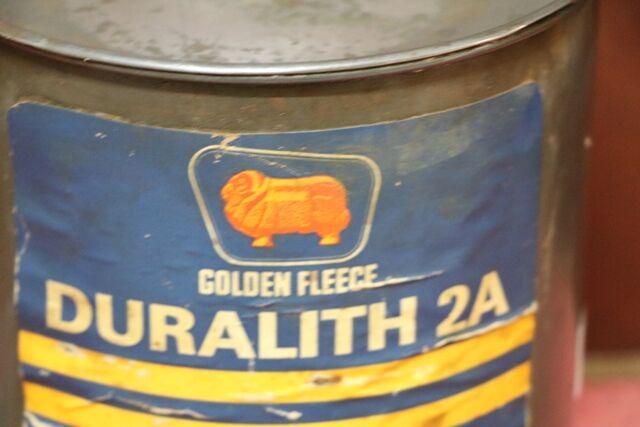 GOLDEN FLEECE
DURALITH 2A